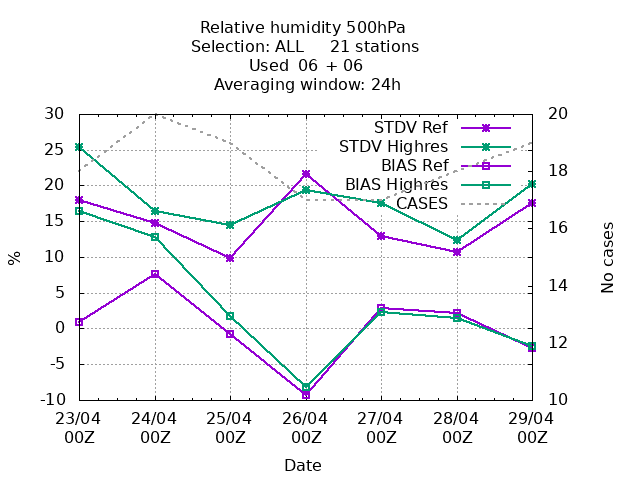 Relative humidity 500hPa
Selection: ALL     21 stations
Used  06 + 06
Averaging window: 24h
30 20
STDV Ref
25
STDV Highres
20 18
BIAS Ref
BIAS Highres
15 16
CASES
10
%
No cases
5 14
0
-5 12
-10 10
23/04 24/04 25/04 26/04 27/04 28/04 29/04
00Z 00Z 00Z 00Z 00Z 00Z 00Z
Date